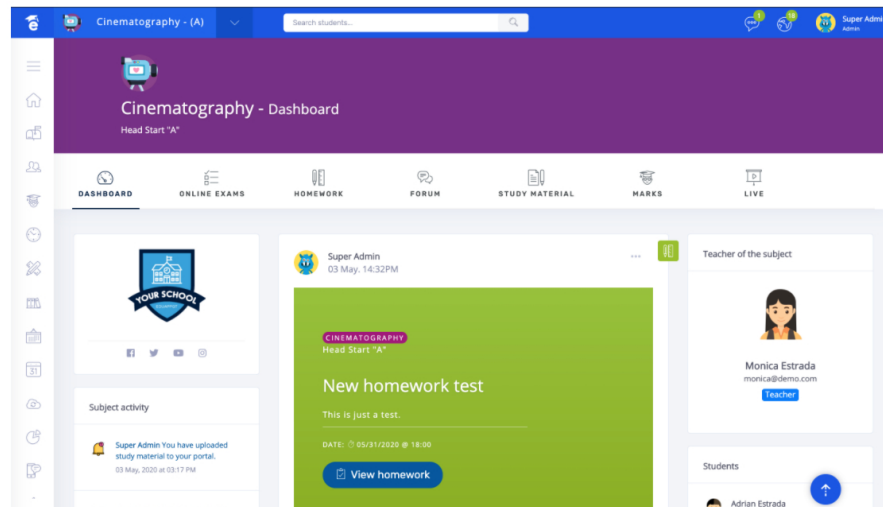 Cinematography - (A)
Search students...
1
18
Super Admi
Admin
Cinematography - Dashboard
Head Start "A"
DASHBOARD
ONLINE EXAMS
HOMEWORK
FORUM
STUDY MATERIAL
MARKS
LIVE
YOUR SCHOOL
Subject activity
Super Admin You have uploaded
study material to your portal.
03 May, 2020 at 03:17 PM
Super Admin
03 May. 14:32PM
CINEMATOGRAPHY
Head Start "A"
New homework test
This is just a test.
DATE: 05/31/2020 @ 18:00
View homework
Teacher of the subject
Monica Estrada
monica@demo.com
Teacher
Students
Adrian Estrada
31